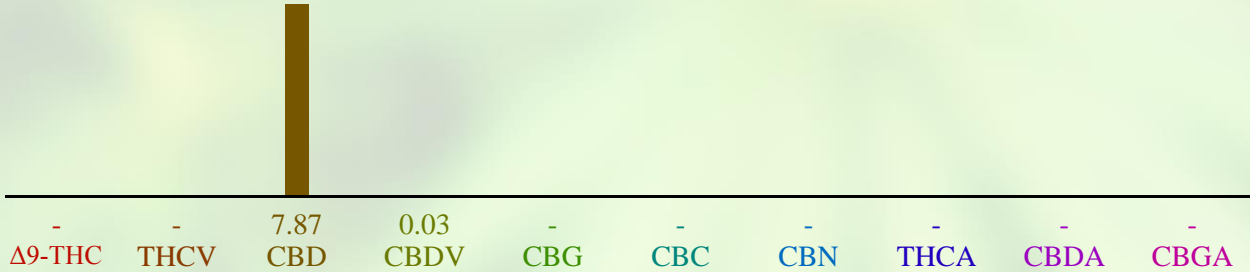 - - 7.87 0.03 - - - - - -
Δ9-THC THCV CBD CBDV CBG CBC CBN THCA CBDA CBGA